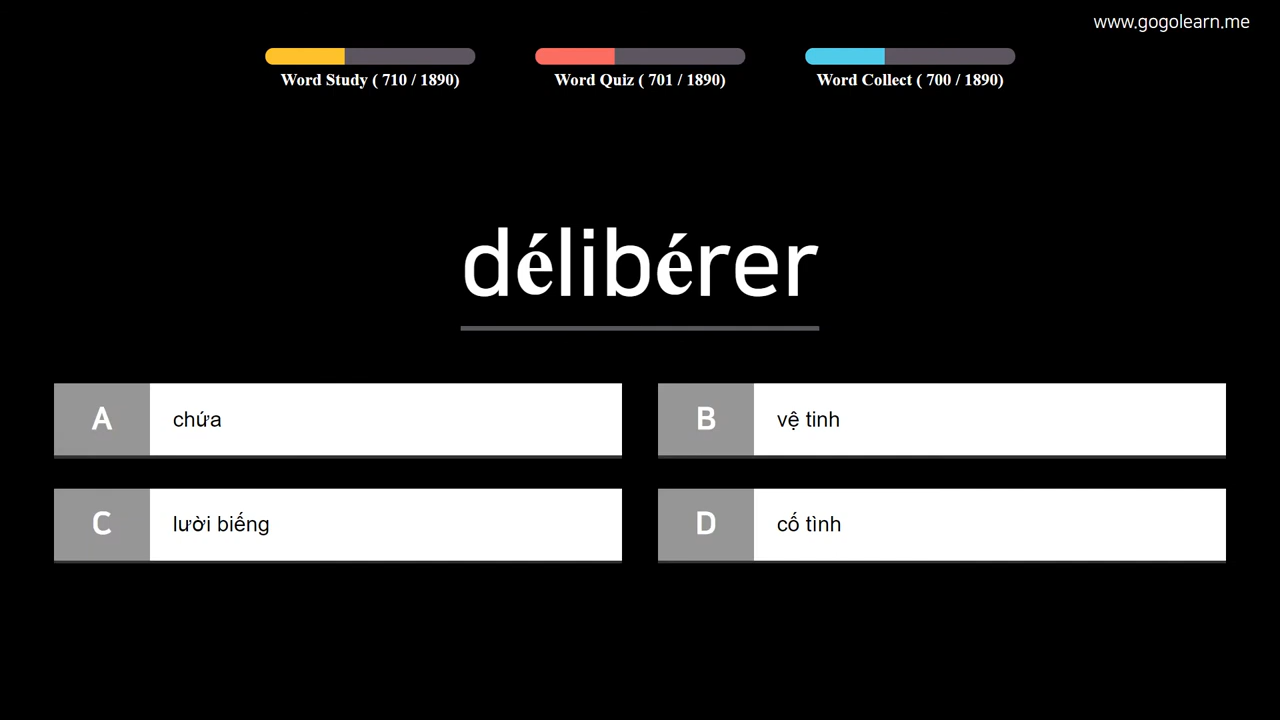 www.gogolearn.me
Word Study ( 710 / 1890)
Word Quiz ( 701 / 1890)
Word Collect ( 700 / 1890)
délibérer
A chứa
B vệ tinh
C lười biếng
D cố tình